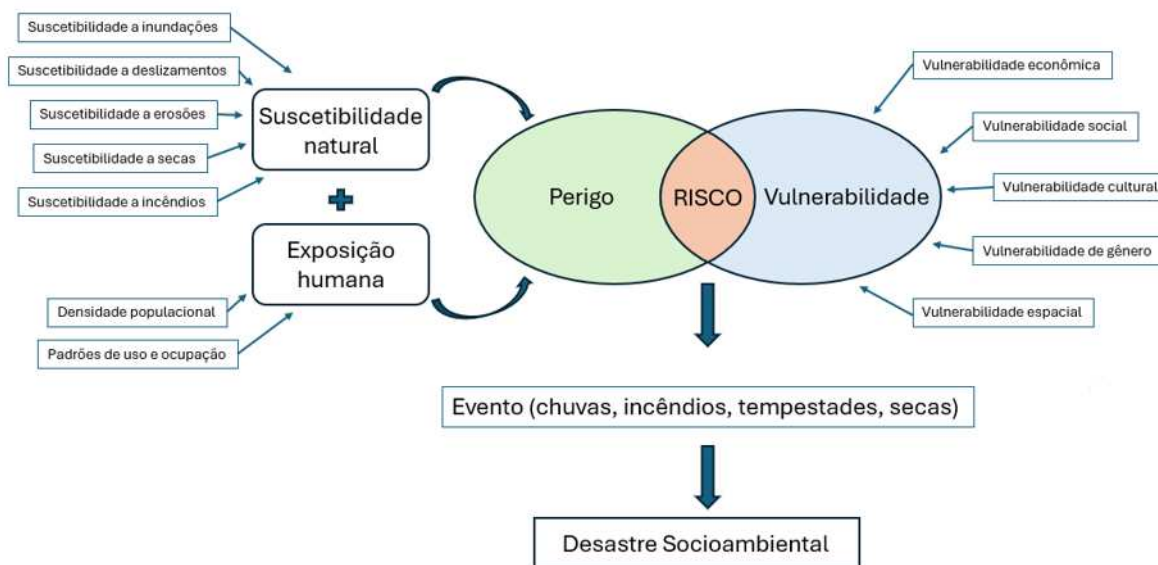 Suscetibilidade a inundações
Suscetibilidade a deslizamentos
Suscetibilidade a erosões
Suscetibilidade a secas
Suscetibilidade a incêndios
Suscetibilidade
natural
Exposição
humana
Densidade populacional
Padrões de uso e ocupação
Perigo
RISCO
Vulnerabilidade
Vulnerabilidade econômica
Vulnerabilidade social
Vulnerabilidade cultural
Vulnerabilidade de gênero
Vulnerabilidade espacial
Evento (chuvas, incêndios, tempestades, secas)
Desastre Socioambiental